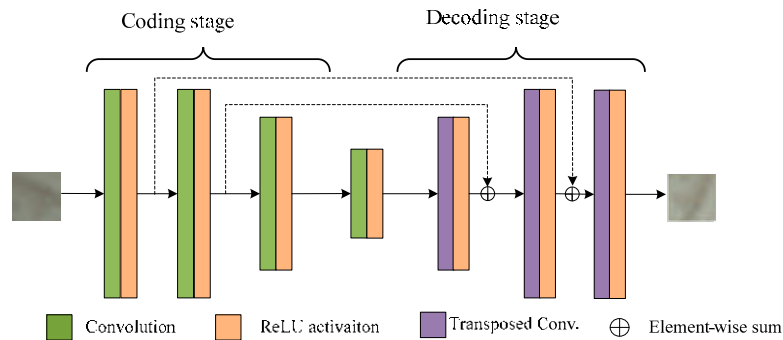 Coding stage
Decoding stage
Convolution
ReLU activaiton
Transposed Conv.
Element-wise sum